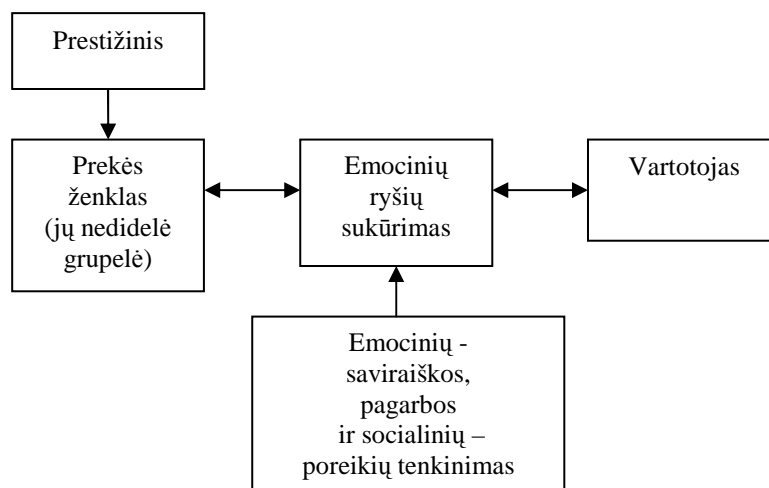 Prestižinis
Prekės
ženklas
(jų nedidelė
grupelė)
Emocinių
ryšių
sukūrimas
Vartotojas
Emocinių -
saviraiškos,
pagarbos
ir socialinių –
poreikių tenkinimas